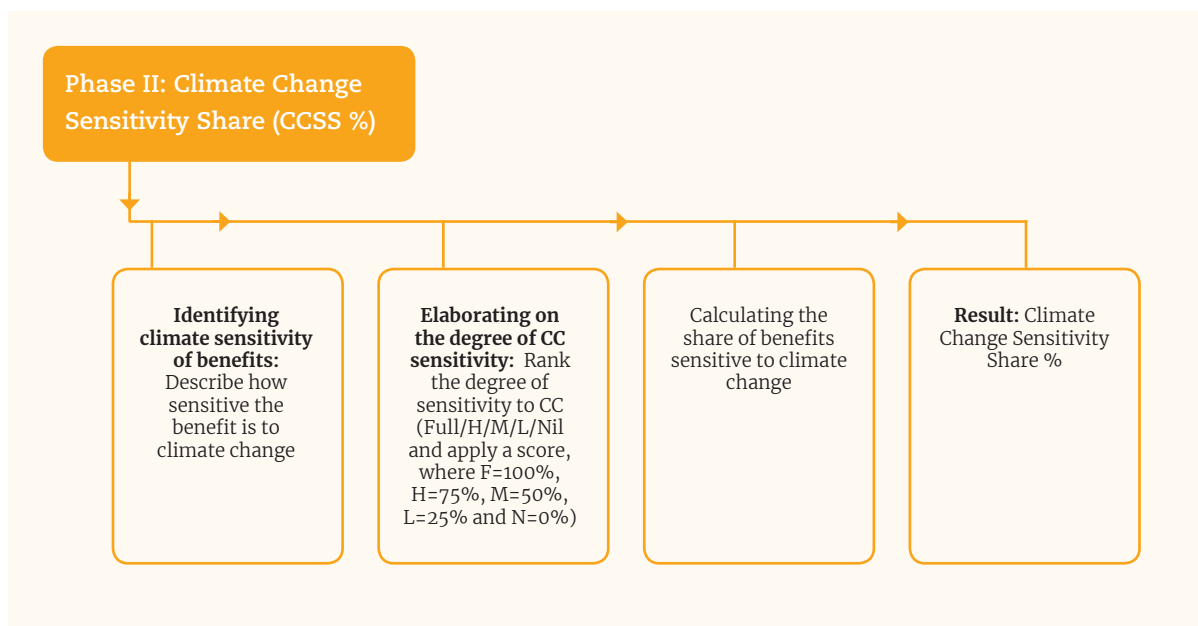 Phase II: Climate Change
Sensitivity Share (CCSS %)
Identifying
climate sensitivity
of benefits:
Describe how
sensitive the
benefit is to
climate change
Elaborating on
the degree of CC
sensitivity: Rank
the degree of
sensitivity to CC
(Full/H/M/L/Nil
and apply a score,
where F=100%,
H=75%, M=50%,
L=25% and N=0%)
Calculating the
share of benefits
sensitive to climate
change
Result: Climate
Change Sensitivity
Share %